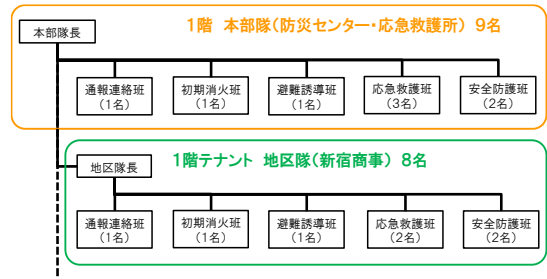 1階 本部隊（防災センター・応急救護所） 9名
本部隊長
通報連絡班
（1名）
初期消火班
（1名）
避難誘導班
（1名）
応急救護班
（3名）
安全防護班
（2名）
1階テナント 地区隊（新宿商事） 8名
地区隊長
通報連絡班
（1名）
初期消火班
（1名）
避難誘導班
（1名）
応急救護班
（2名）
安全防護班
（2名）